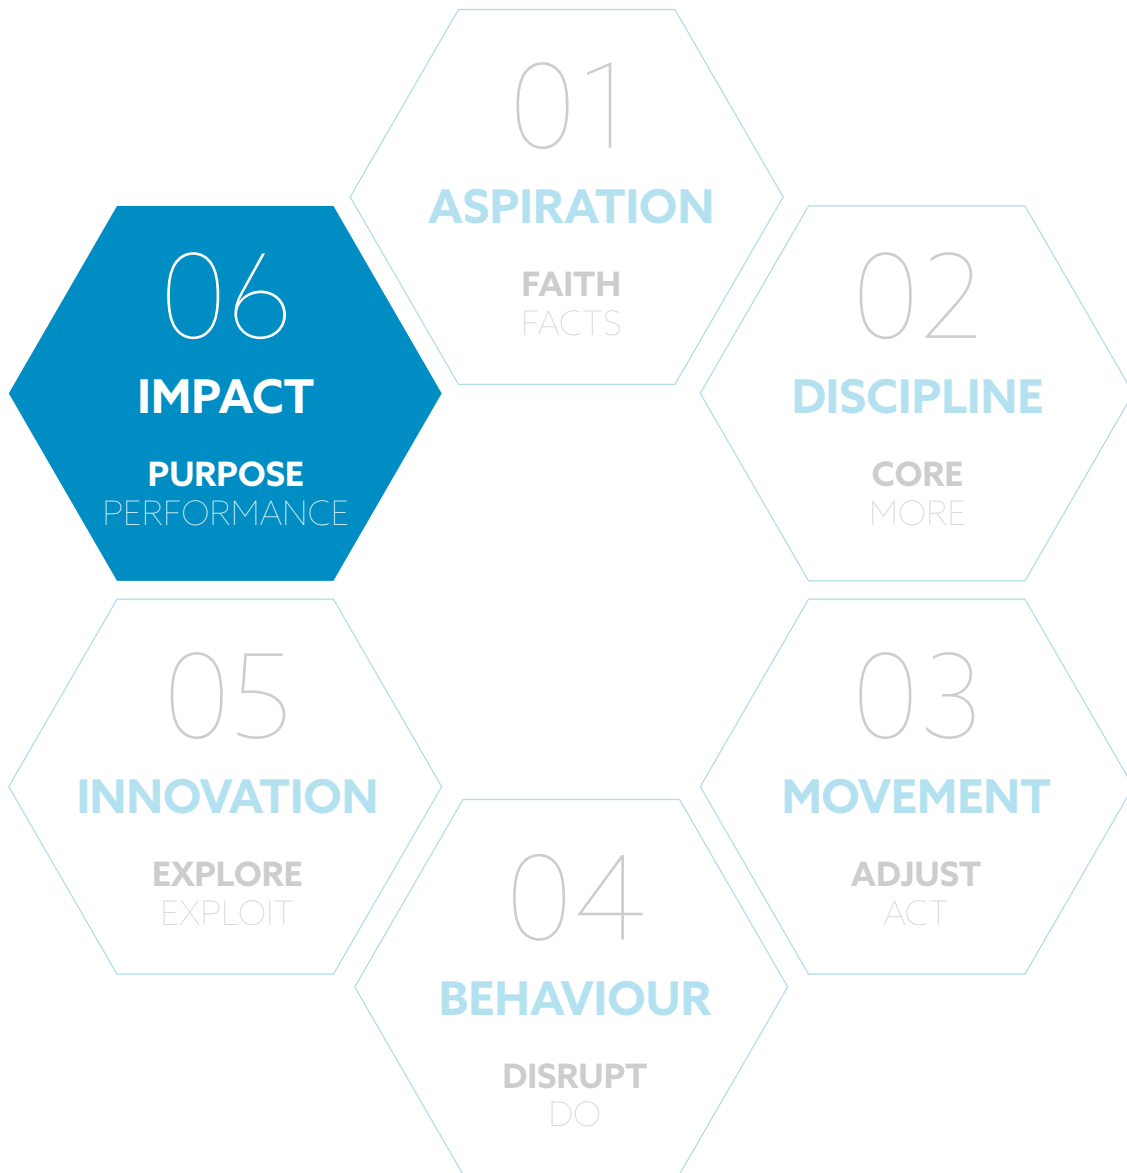 01
ASPIRATION
FAITH
FACTS
02
DISCIPLINE
CORE
MORE
03
MOVEMENT
ADJUST
ACT
04
BEHAVIOUR
DISRUPT
DO
05
INNOVATION
EXPLORE
EXPLOIT
06
IMPACT
PURPOSE
PERFORMANCE